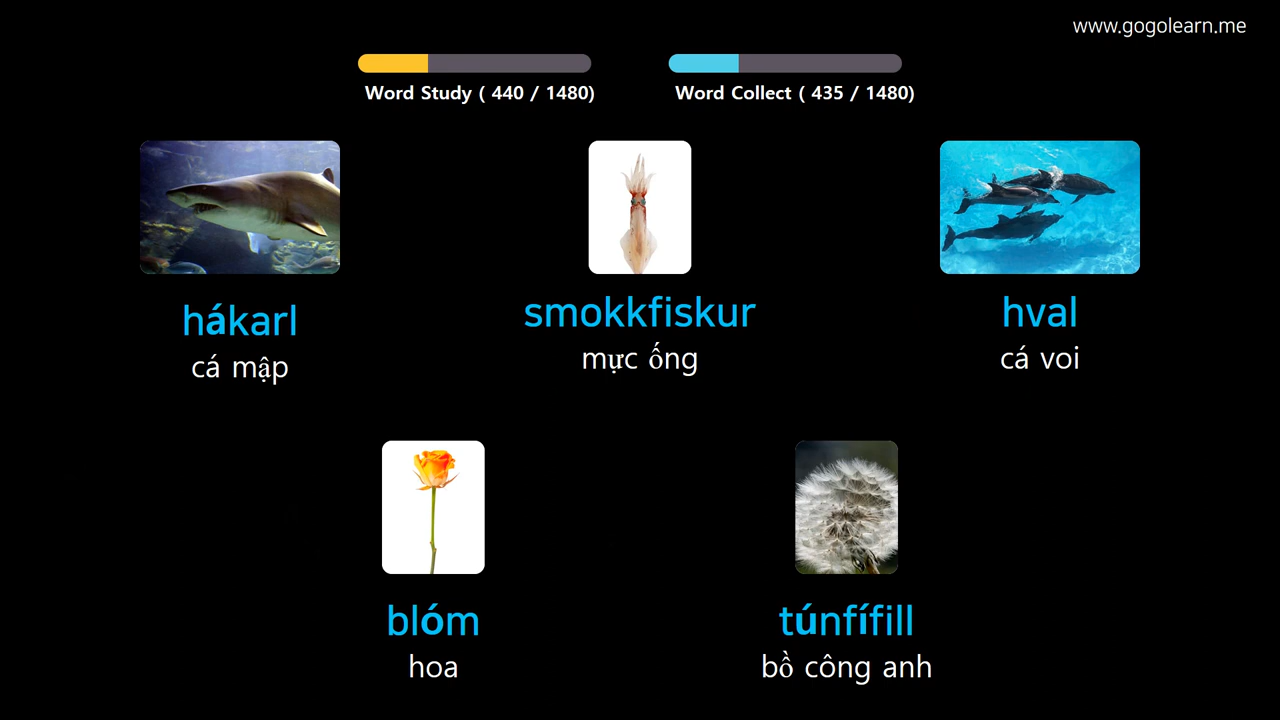 www.gogolearn.me
Word Study ( 440 / 1480)
Word Collect ( 435 / 1480)
hákarl
cá mập
smokkfiskur
mực ống
hval
cá voi
blóm
hoa
túnfífill
bồ công anh